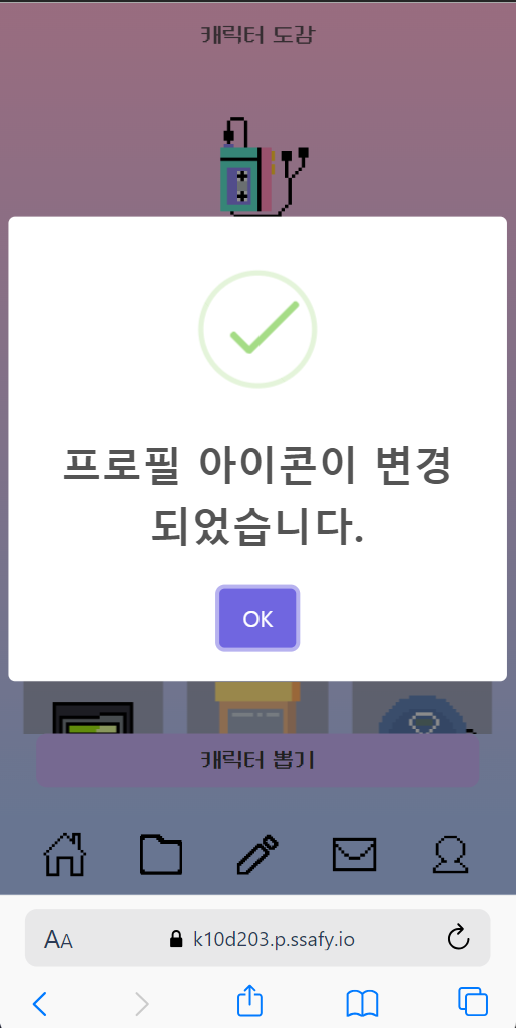 캐릭터 도감
프로필 아이콘이 변경
되었습니다.
OK
캐릭터 뽑기
AA
k10d203.p.ssafy.io